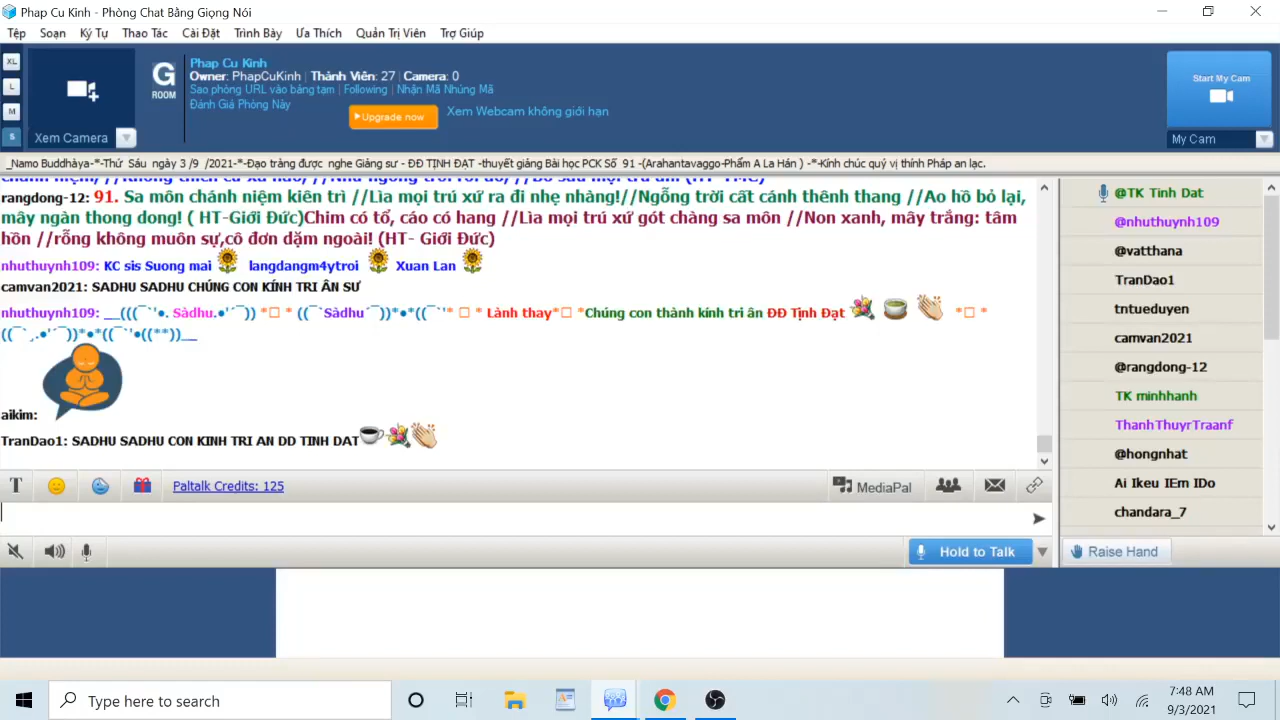 Phap Cu Kinh - Phòng Chat Bằng Giọng Nói
Tệp Soạn Ký Tự Thao Tác Cài Đặt Trình Bày Ưa Thích Quản Trị Viên Trợ Giúp
XL
L
M
S
Xem Camera
G
ROOM
Phap Cu Kinh
Owner: PhapCuKinh | Thành Viên: 27 | Camera: 0
Sao phòng URL vào bảng tạm | Following | Nhận Mã Nhúng Mã
Đánh Giá Phòng Này
Upgrade now
Xem Webcam không giới hạn
Start My Cam
My Cam
_Namo Buddhàya-*-Thứ Sáu ngày 3 /9 /2021-*-Đạo tràng được nghe Giảng sư - ĐĐ TỊNH ĐẠT -thuyết giảng Bài học PCK Số 91 -(Arahantavaggo-Phẩm A La Hán ) -*-Kính chúc quý vị thính Pháp an lạc.
rangdong-12: 91. Sa môn chánh niệm kiên trì //Lìa mọi trú xứ ra đi nhẹ nhàng!//Ngỗng trời cất cánh thênh thang //Ao hồ bỏ lại,
mây ngàn thong dong! ( HT-Giới Đức)Chim có tổ, cáo có hang //Lìa mọi trú xứ gót chàng sa môn //Non xanh, mây trắng: tâm
hồn //rỗng không muôn sự,cô đơn dặm ngoài! (HT- Giới Đức)
nhuthuynh109: KC sis Suong mai langdangm4ytroi Xuan Lan
camvan2021: SADHU SADHU CHÚNG CON KÍNH TRI ÂN SƯ
nhuthuynh109: __(((¯`'●. Sàdhu.●'´¯)) *□ * ((¯`Sàdhu´¯))*●*((¯`'* □ * Lành thay*□ *Chúng con thành kính tri ân ĐĐ Tịnh Đạt *□ *
((¯`¸.●'´¯))*●*((¯`'●((**))__
aikim:
TranDao1: SADHU SADHU CON KINH TRI AN DD TINH DAT
@TK Tinh Dat
@nhuthuynh109
@vatthana
TranDao1
tntueduyen
camvan2021
@rangdong-12
TK minhhanh
ThanhThuyrTraanf
@hongnhat
Ai Ikeu IEm IDo
chandara_7
T
Paltalk Credits: 125
MediaPal
Hold to Talk
Raise Hand
Type here to search
7:48 AM
9/3/2021